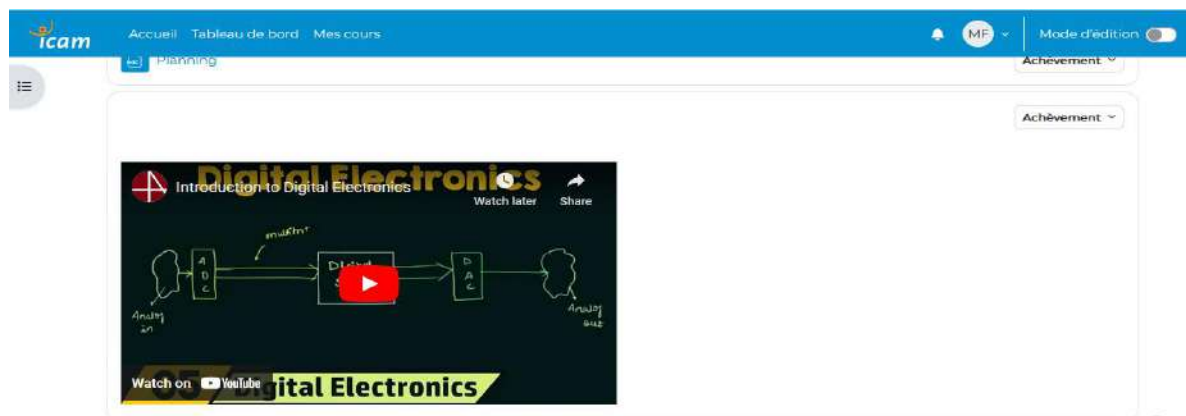 icam Accueil Tableau de bord Mes cours MF Mode d'édition
Planning Achèvement
Achèvement
Digital Electronics
Introduction to Digital Electronics
Watch later Share
A
D
C
D
A
C
Analog
in
Analog
out
Watch on YouTube
Digital Electronics